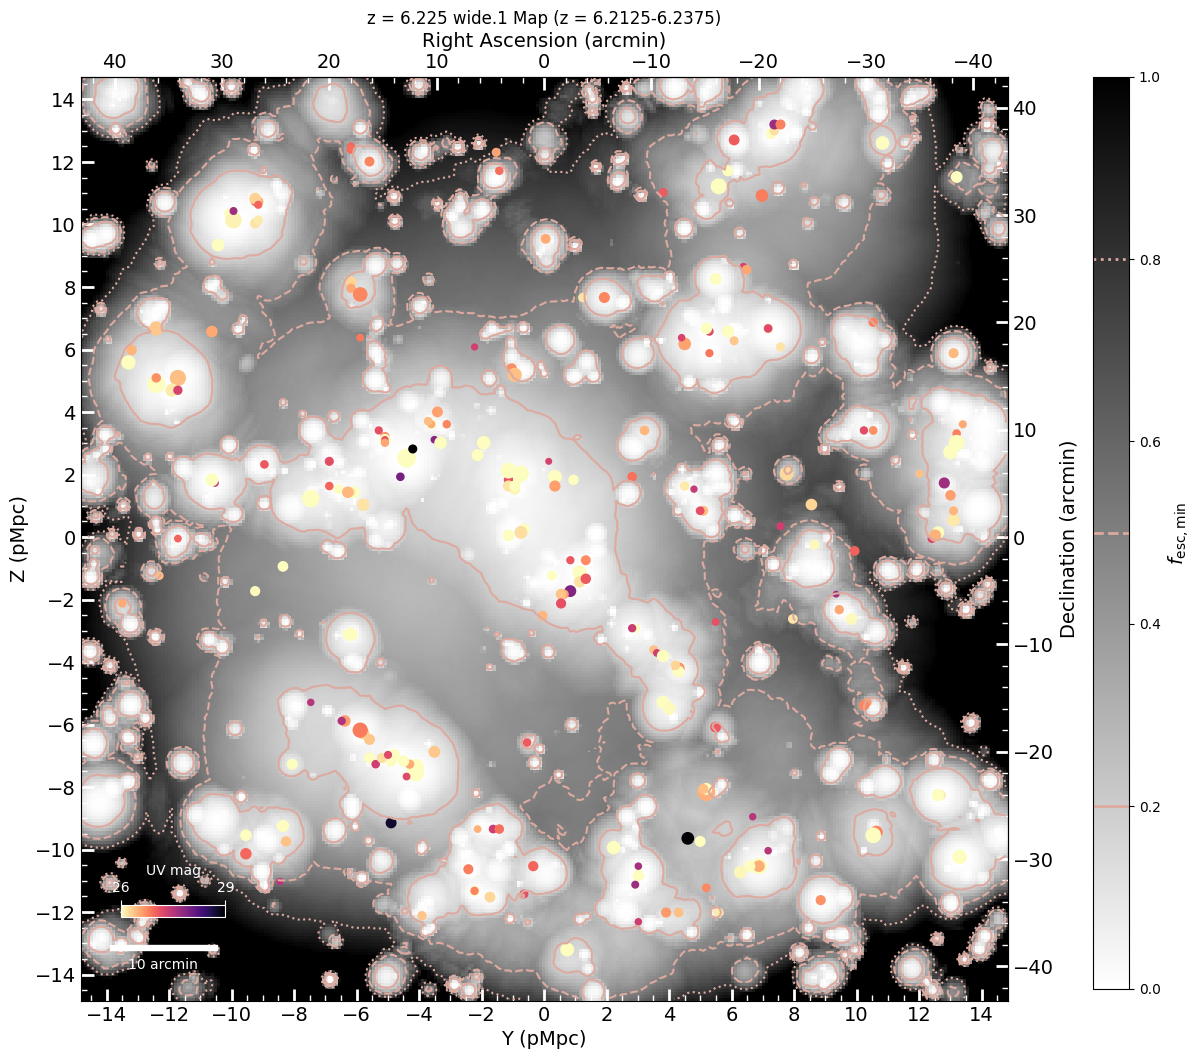 z = 6.225 wide.1 Map (z = 6.2125-6.2375)
Right Ascension (arcmin)
40 30 20 10 0 −10 −20 −30 −40
14 12 10 8 6 4 2 0 −2 −4 −6 −8 −10 −12 −14
Z (pMpc)
UV mag
26 29
10 arcmin
−14 −12 −10 −8 −6 −4 −2 0 2 4 6 8 10 12 14
Y (pMpc)
40 30 20 10 0 −10 −20 −30 −40
Declination (arcmin)
1.0 0.8 0.6 0.4 0.2 0.0
fesc,min